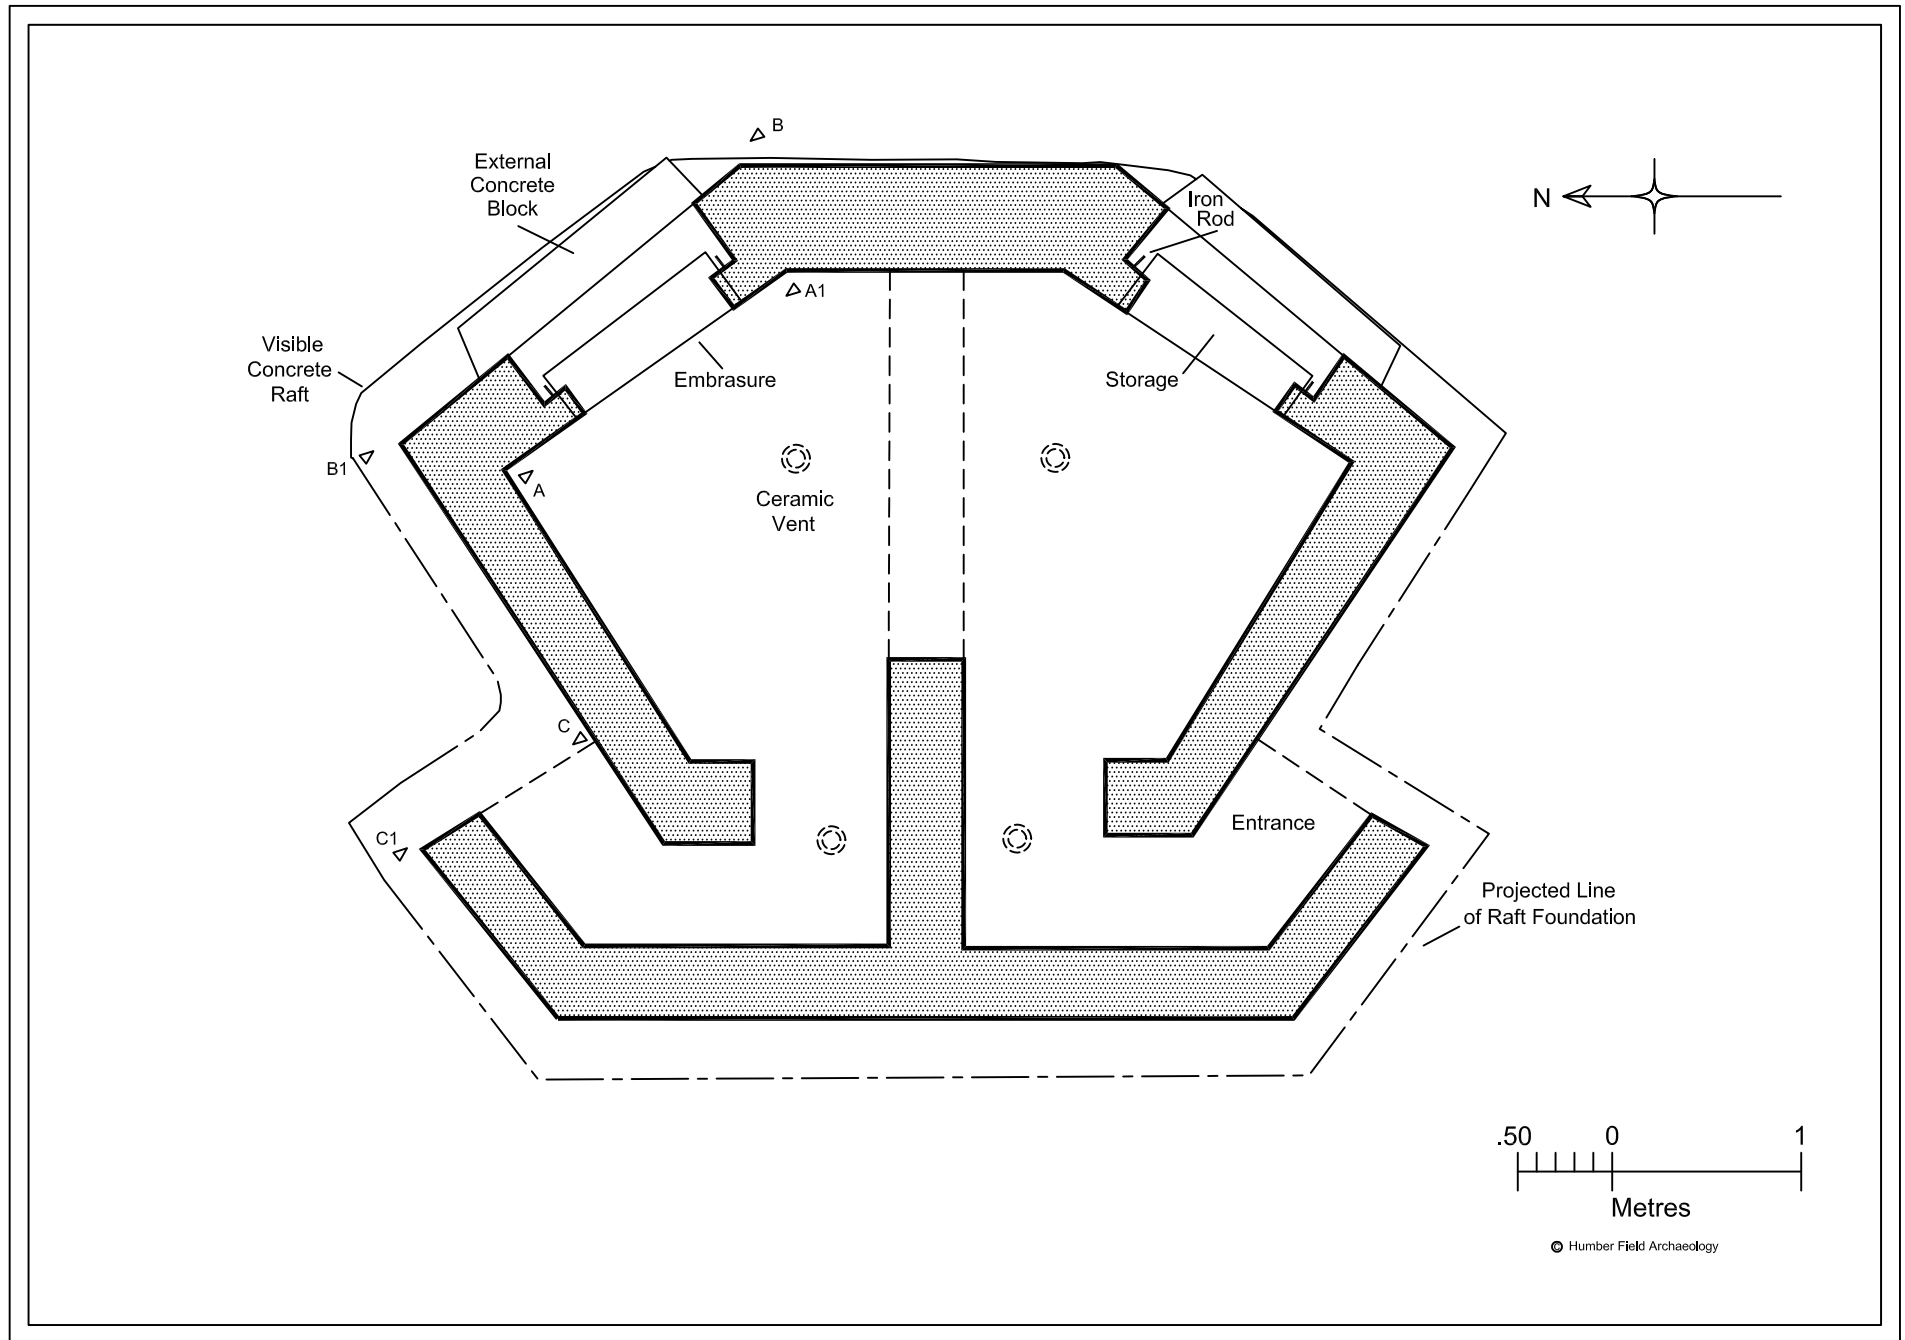 B
External
Concrete
Block
Iron
Rod
N
A1
Visible
Concrete
Raft
Embrasure
Storage
B1
A
Ceramic
Vent
C
C1
Entrance
Projected Line
of Raft Foundation
.50 0 1
Metres
© Humber Field Archaeology